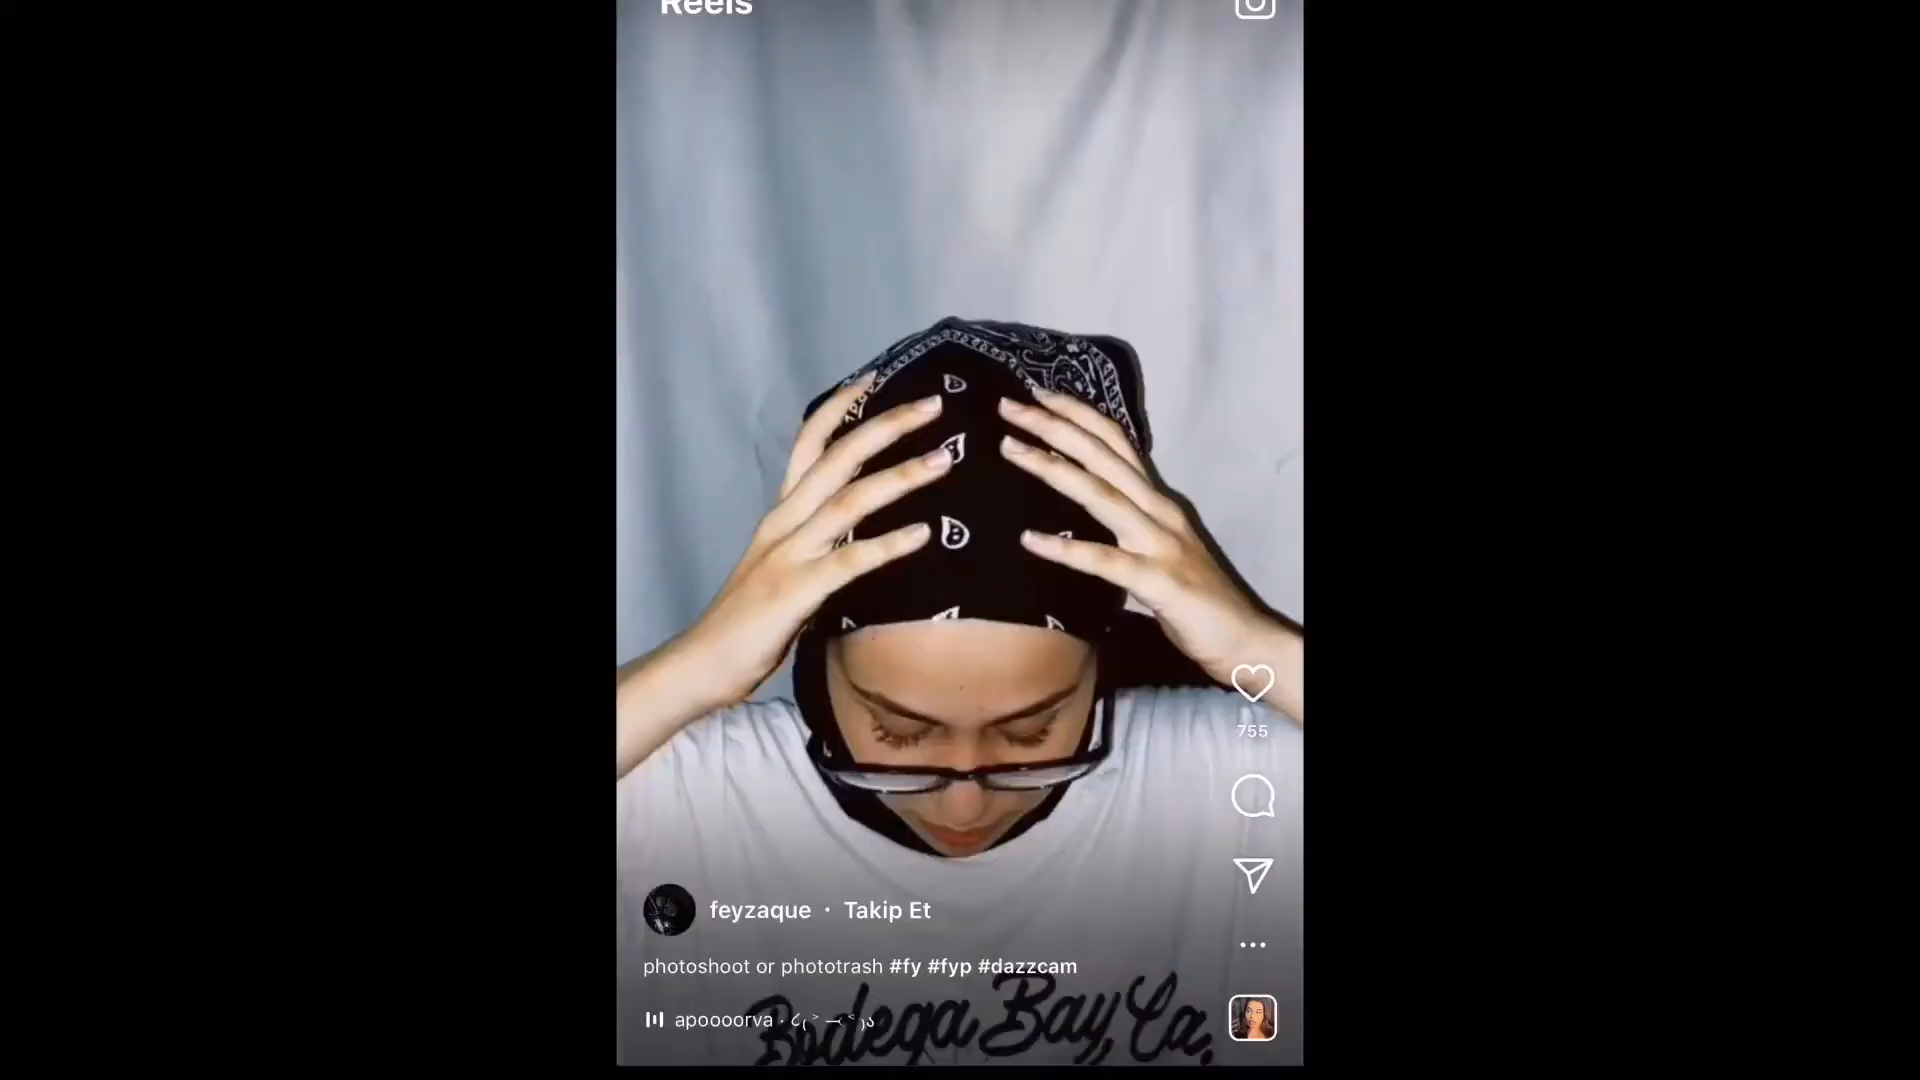 Reels
755
feyzaque · Takip Et
photoshoot or phototrash #fy #fyp #dazzcam
apoooorva ·
Bodega Bay, Ca.